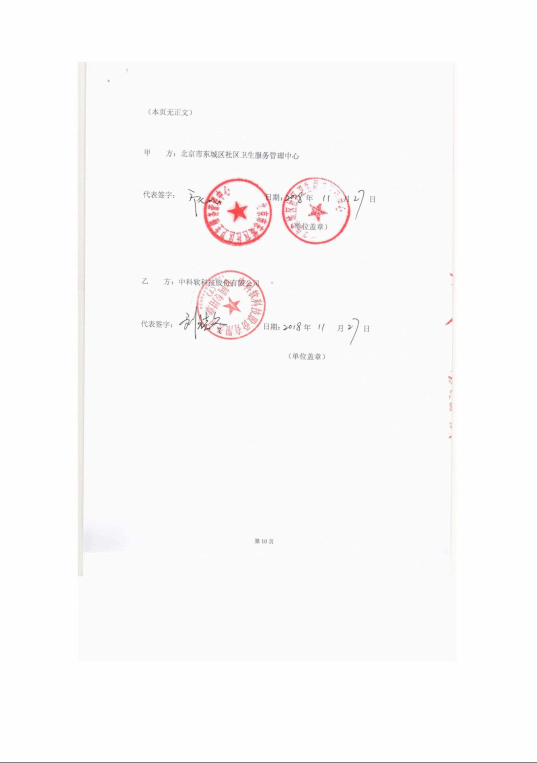 （本页无正文）
甲 方：北京市东城区社区卫生服务管理中心
代表签字： 日期：2018 年 11 月 27 日
（单位盖章）
乙 方：中科软科技股份有限公司
代表签字： 日期：2018 年 11 月 27 日
（单位盖章）
第 10 页